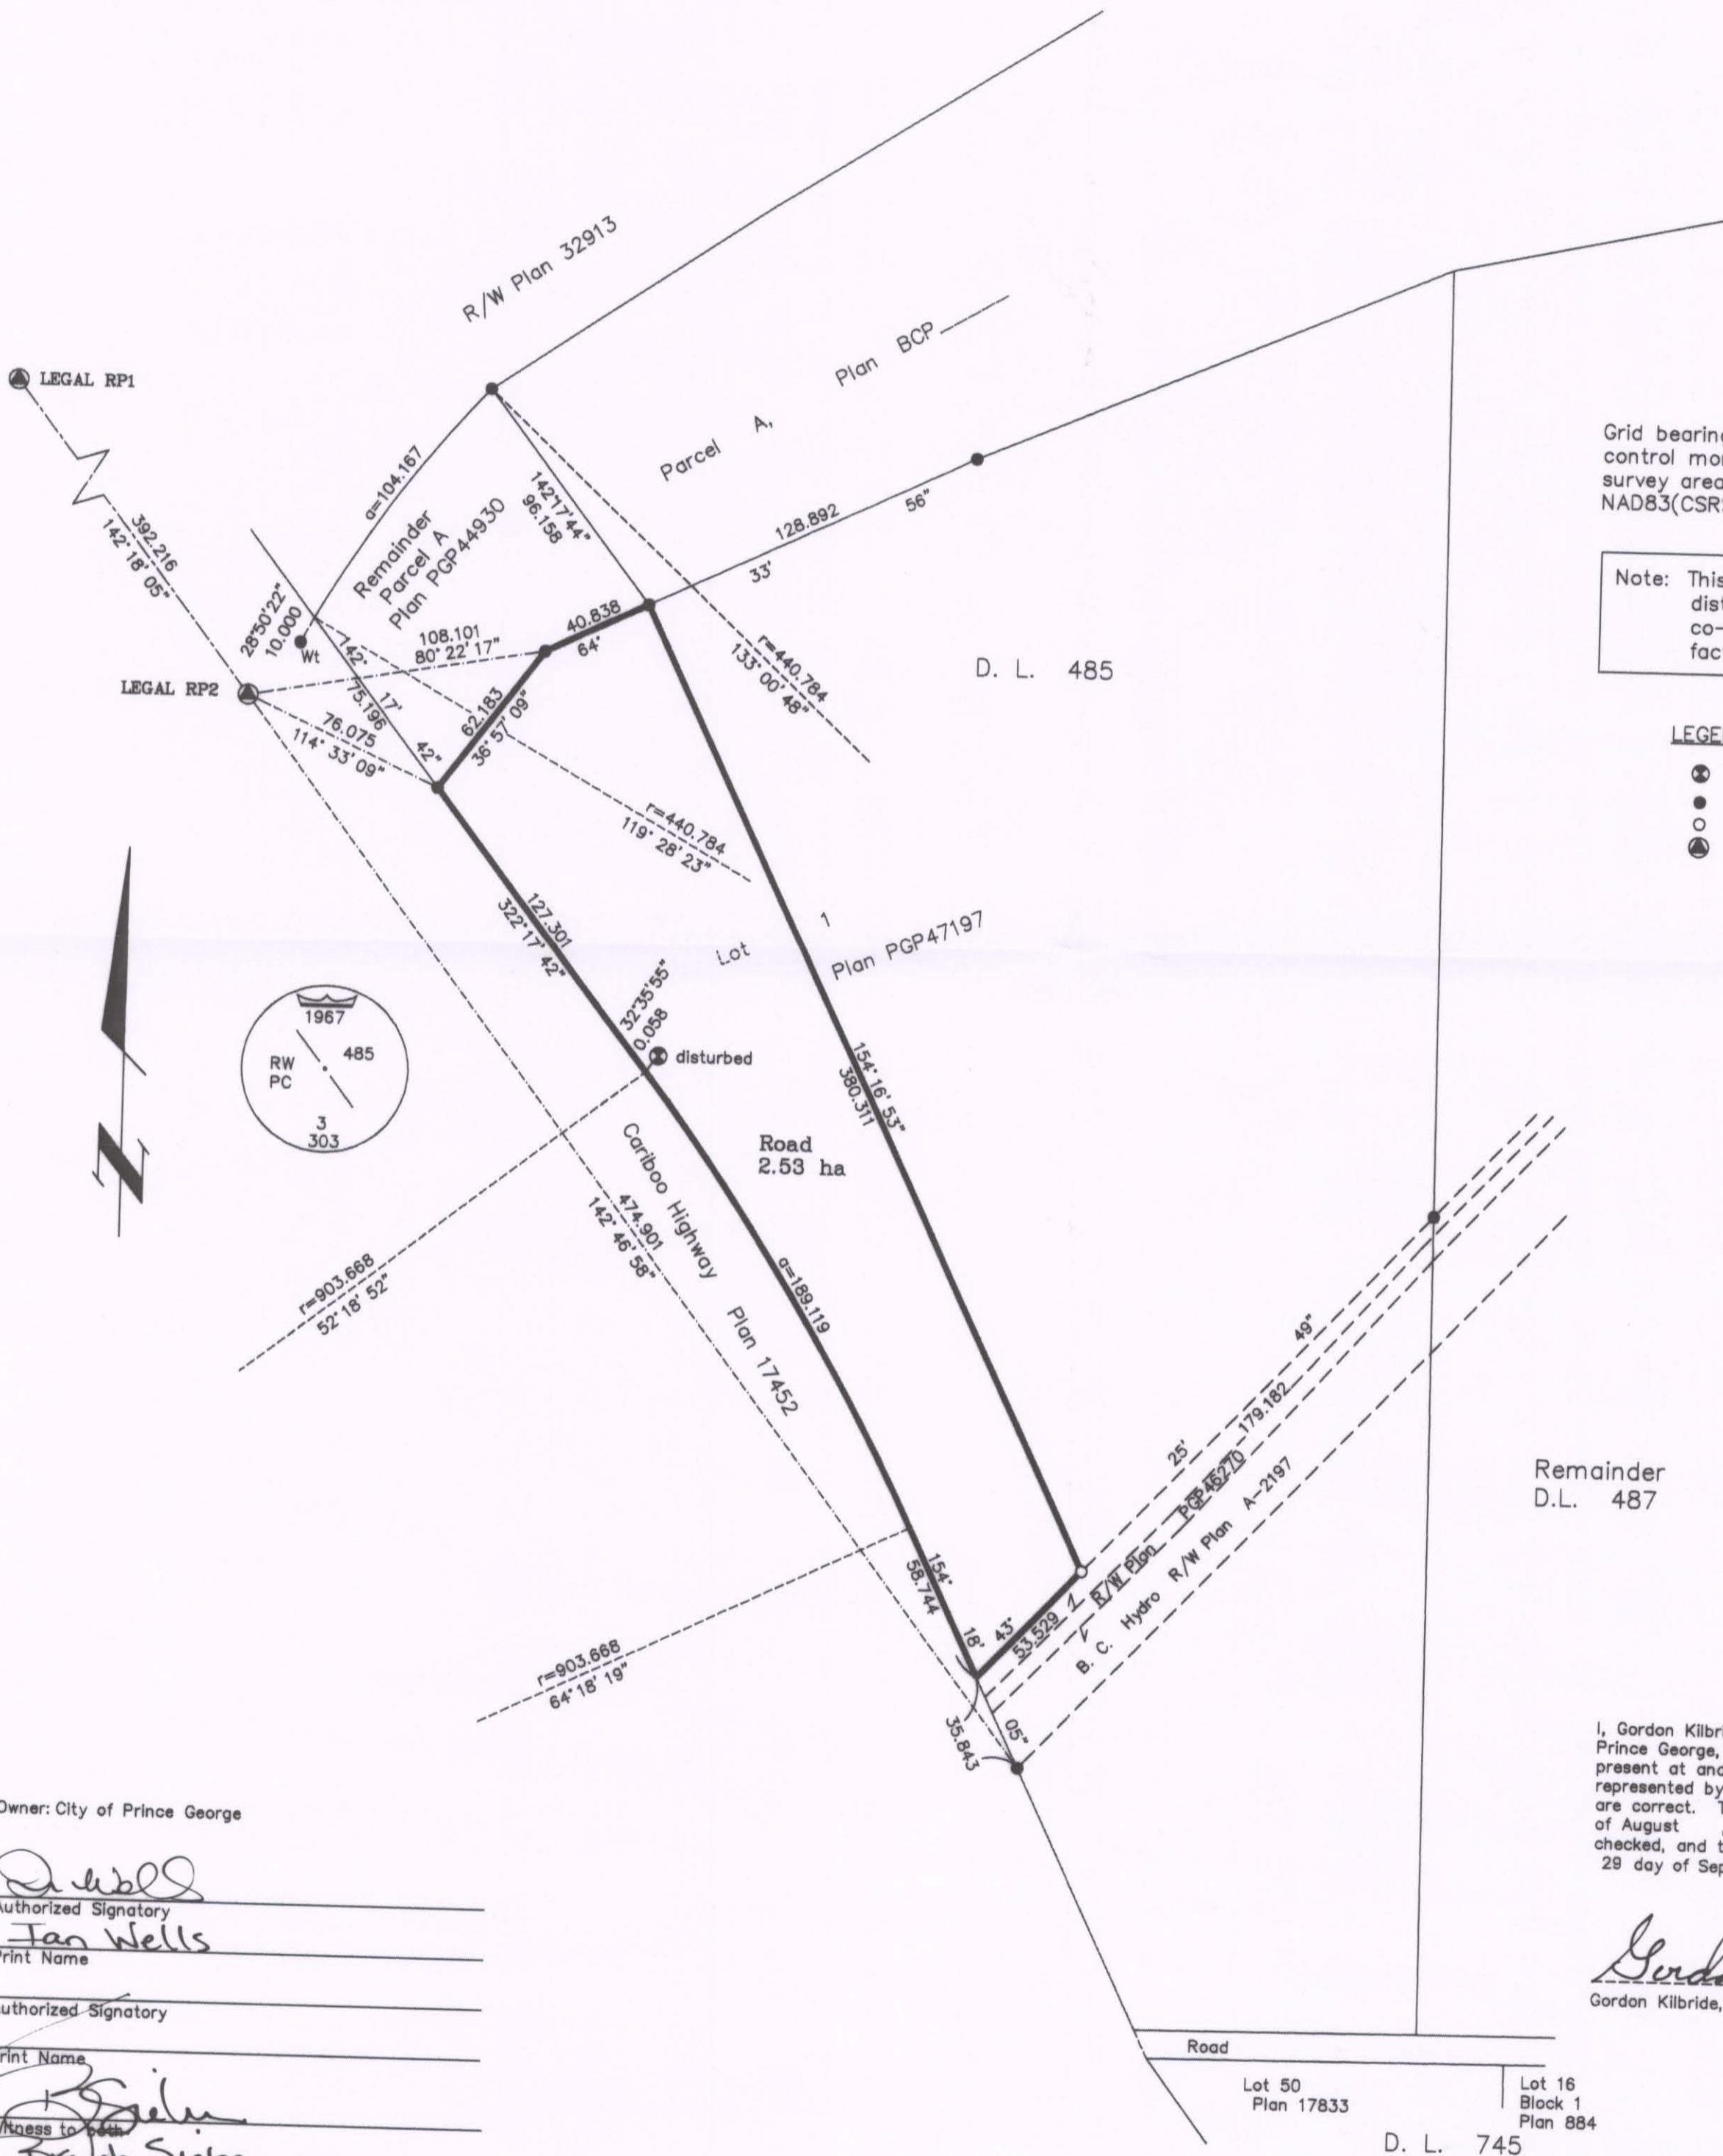 R/W Plan 32913
LEGAL RP1
Parcel A, Plan BCP
a=104.167
Remainder
Parcel A
Plan PGP44930
142°17'44"
96.158
392.216
142° 18' 05"
28°50'22"
10.000
Wt
LEGAL RP2
108.101
80° 22' 17"
40.838
64° 33' 56"
128.892
142° 17' 42"
75.196
76.075
114° 33' 09"
62.183
36° 57' 09"
r=440.784
133° 00' 48"
D. L. 485
r=440.784
119° 28' 23"
127.301
322° 17' 42"
Lot 1
Plan PGP47197
32°35'55"
0.058
disturbed
1967
RW
PC
485
3
303
N
154° 16' 53"
380.311
Road
2.53 ha
Cariboo Highway Plan 17452
474.901
142° 46' 58"
r=903.668
52° 18' 52"
a=189.119
r=903.668
64° 18' 19"
154° 18' 05"
58.744
35.843
43° 25' 49"
53.529
179.182
1
R/W Plan PGP46270
B. C. Hydro R/W Plan A-2197
Remainder
D.L. 487
Grid bearin
control mo
survey area
NAD83(CSR
Note: This
dist
co-
fac
LEGE
I, Gordon Kilbr
Prince George,
present at and
represented by
are correct. T
of August
checked, and t
29 day of Sep
Gordon Kilbride,
Owner: City of Prince George
Authorized Signatory
Ian Wells
Print Name
Authorized Signatory
Print Name
Witness to both
Road
Lot 50
Plan 17833
Lot 16
Block 1
Plan 884
D. L. 745